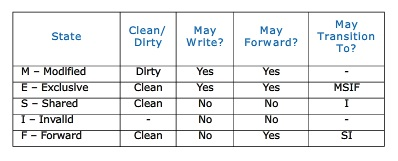 State Clean/ Dirty May Write? May Forward? May Transition To?
M – Modified Dirty Yes Yes -
E – Exclusive Clean Yes Yes MSIF
S – Shared Clean No No I
I – Invalid - No No -
F – Forward Clean No Yes SI